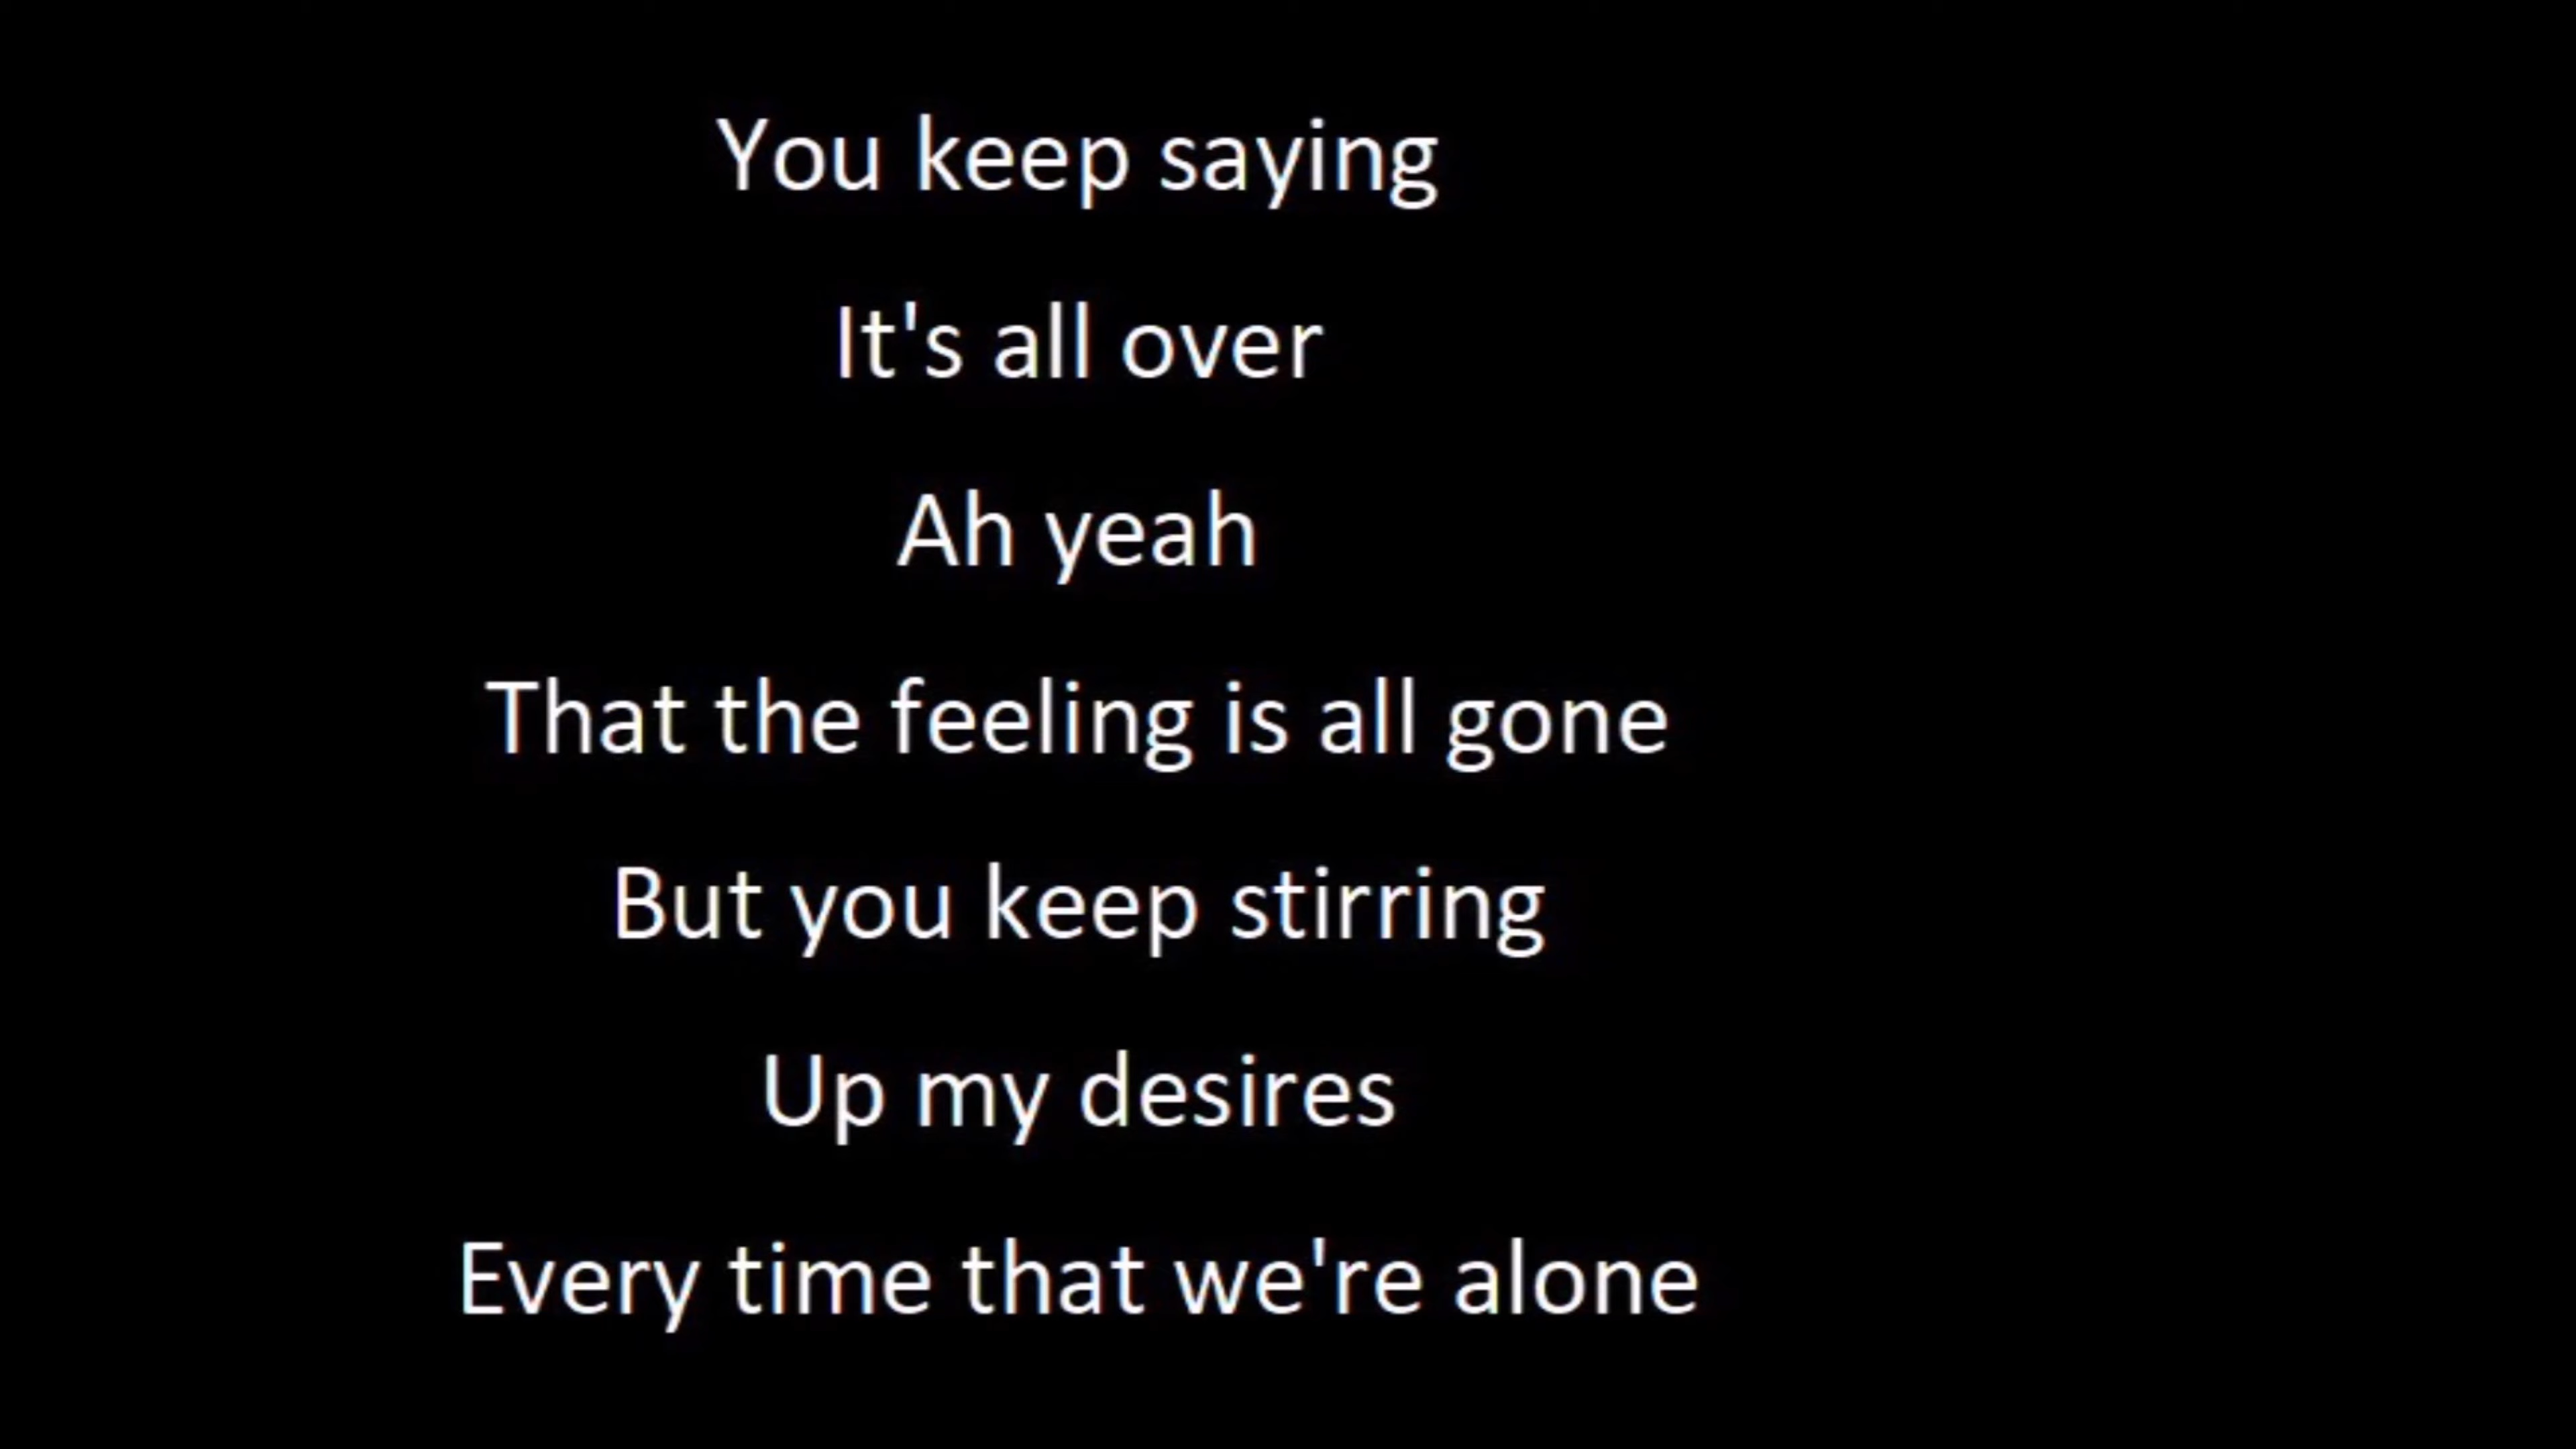 You keep saying
It's all over
Ah yeah
That the feeling is all gone
But you keep stirring
Up my desires
Every time that we're alone